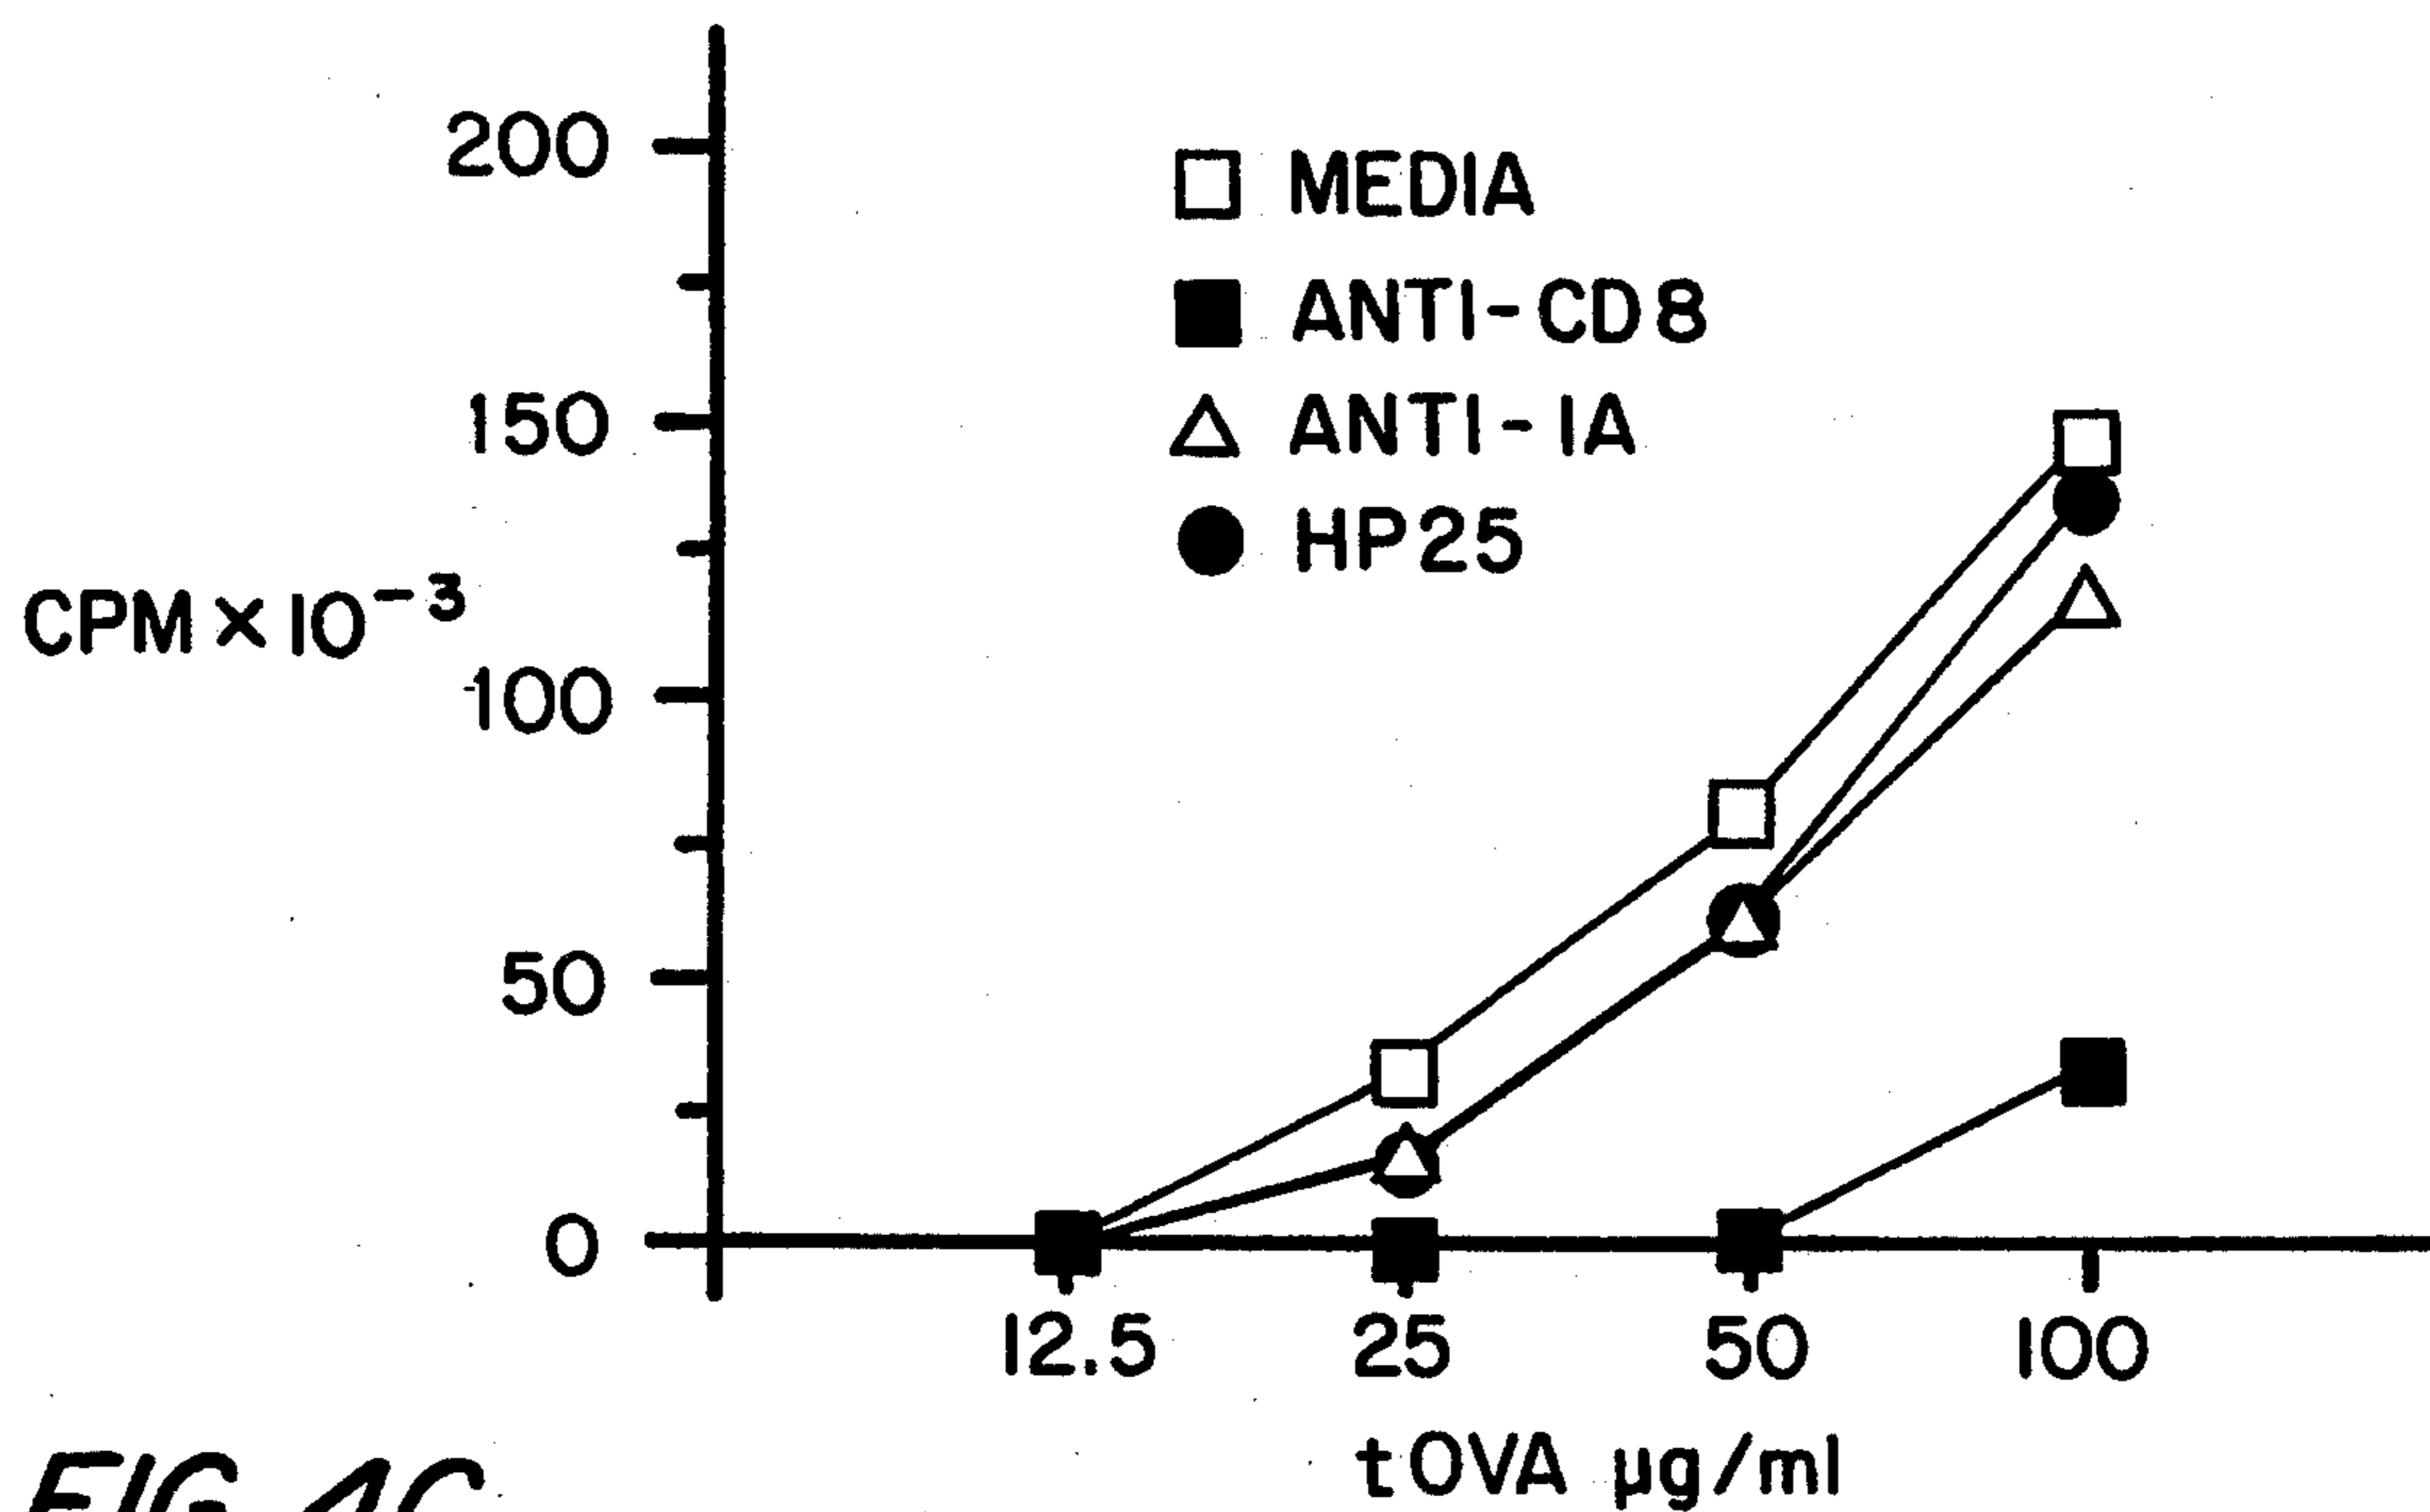 200
150
CPM × 10⁻³
100
50
0
MEDIA
ANTI-CD8
ANTI-IA
HP25
12.5 25 50 100
tOVA µg/ml